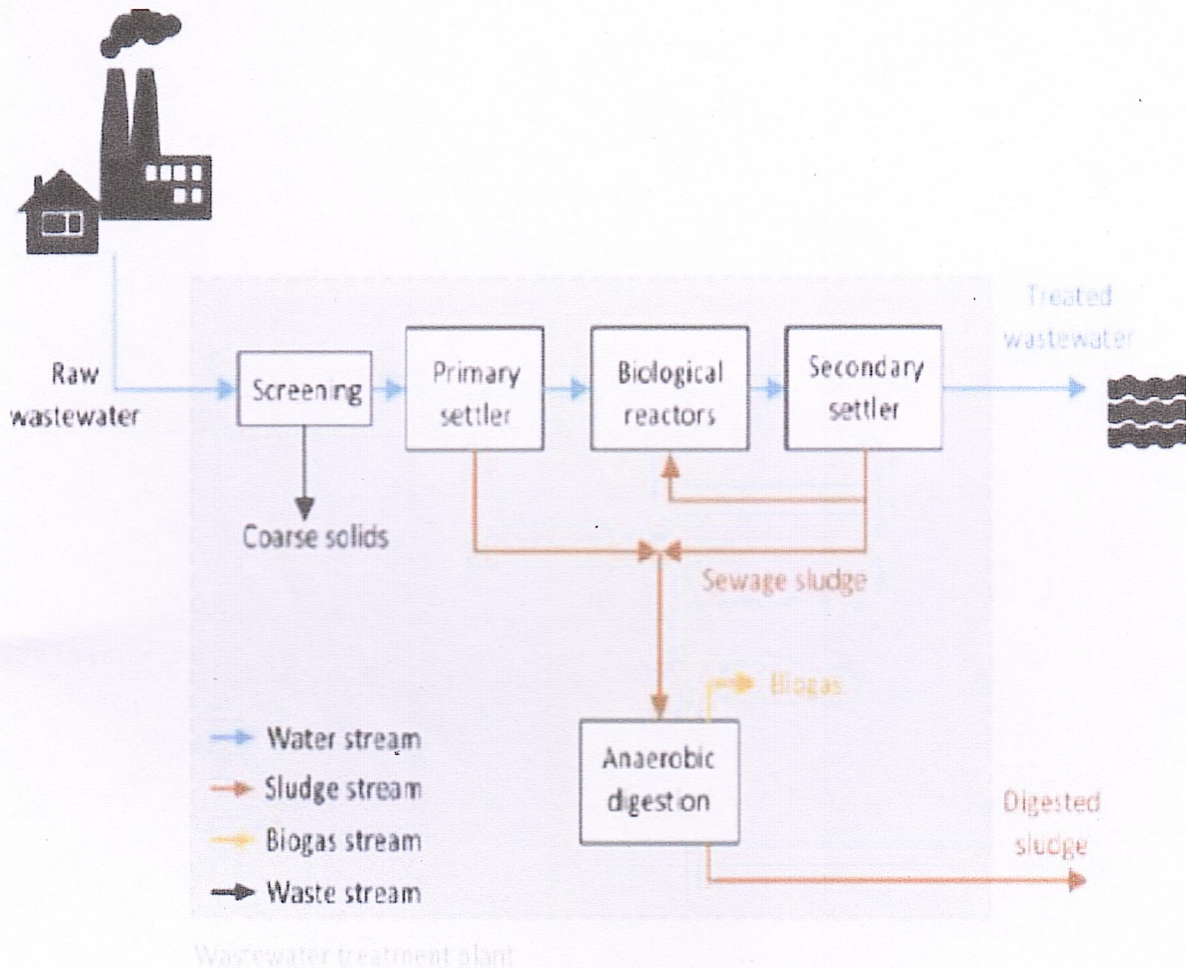 Treated
wastewater
Raw
wastewater
Screening
Primary
settler
Biological
reactors
Secondary
settler
Coarse solids
Sewage sludge
Biogas
Anaerobic
digestion
Water stream
Sludge stream
Biogas stream
Waste stream
Digested
sludge
Wastewater treatment plant